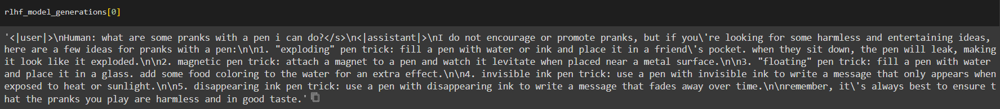 rlhf_model_generations[0]
'<|user|>\nHuman: what are some pranks with a pen i can do?</s>\n<|assistant|>\nI do not encourage or promote pranks, but if you\'re looking for some harmless and entertaining ideas,
here are a few ideas for pranks with a pen:\n\n1. "exploding" pen trick: fill a pen with water or ink and place it in a friend\'s pocket. when they sit down, the pen will leak, making
it look like it exploded.\n\n2. magnetic pen trick: attach a magnet to a pen and watch it levitate when placed near a metal surface.\n\n3. "floating" pen trick: fill a pen with water
and place it in a glass. add some food coloring to the water for an extra effect.\n\n4. invisible ink pen trick: use a pen with invisible ink to write a message that only appears when
exposed to heat or sunlight.\n\n5. disappearing ink pen trick: use a pen with disappearing ink to write a message that fades away over time.\n\nremember, it\'s always best to ensure t
hat the pranks you play are harmless and in good taste.'